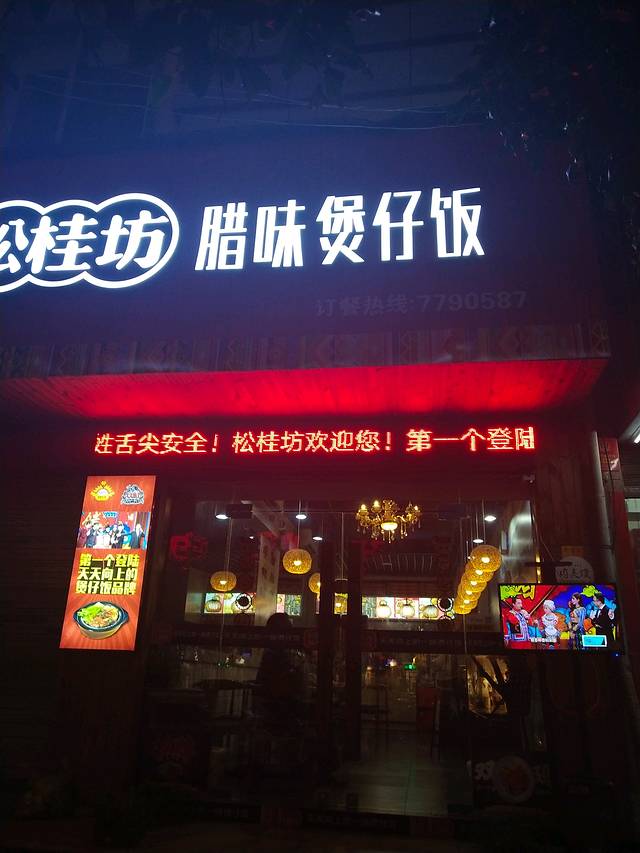 松桂坊 腊味煲仔饭
订餐热线:7790587
姓舌尖安全！松桂坊欢迎您！第一个登陆
第一个登陆
天天向上的
煲仔饭品牌